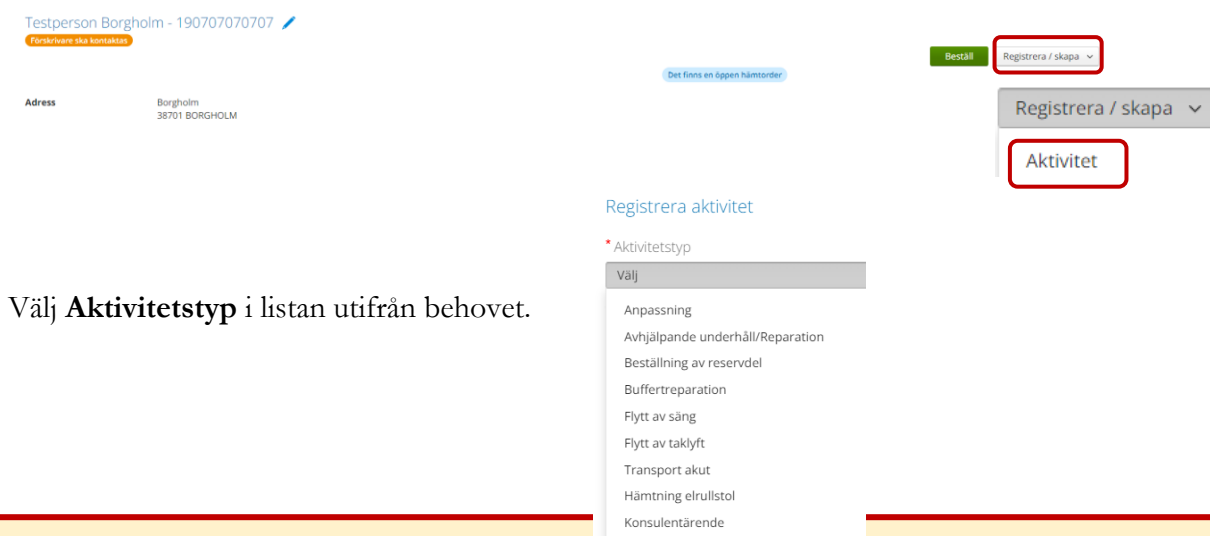 Testperson Borgholm - 190707070707
Förskrivare ska kontaktas
Beställ
Registrera / skapa
Det finns en öppen hämtorder
Adress
Borgholm
38701 BORGHOLM
Registrera / skapa
Aktivitet
Registrera aktivitet
* Aktivitetstyp
Välj
Välj Aktivitetstyp i listan utifrån behovet.
Anpassning
Avhjälpande underhåll/Reparation
Beställning av reservdel
Buffertreparation
Flytt av säng
Flytt av taklyft
Transport akut
Hämtning elrullstol
Konsulentärende